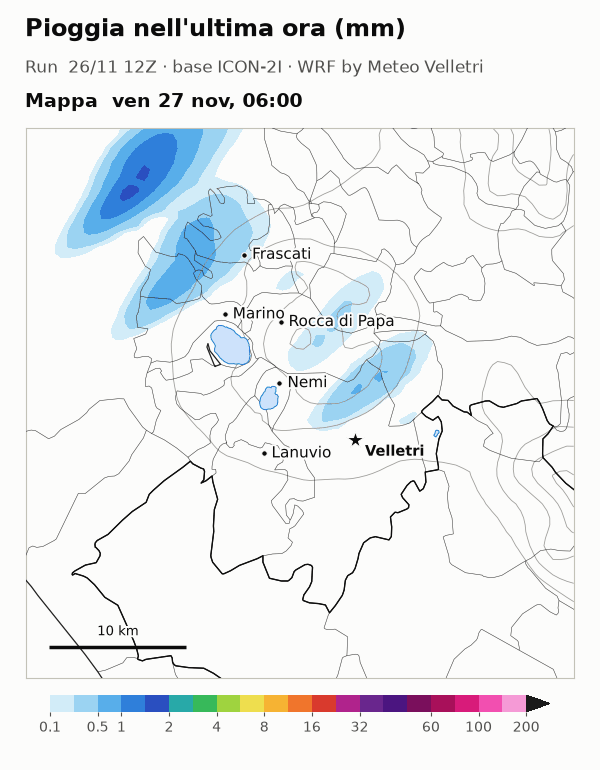 Pioggia nell'ultima ora (mm)
Run 26/11 12Z · base ICON-2I · WRF by Meteo Velletri
Mappa ven 27 nov, 06:00
Frascati
Marino
Rocca di Papa
Nemi
Velletri
Lanuvio
10 km
0.1 0.5 1 2 4 8 16 32 60 100 200